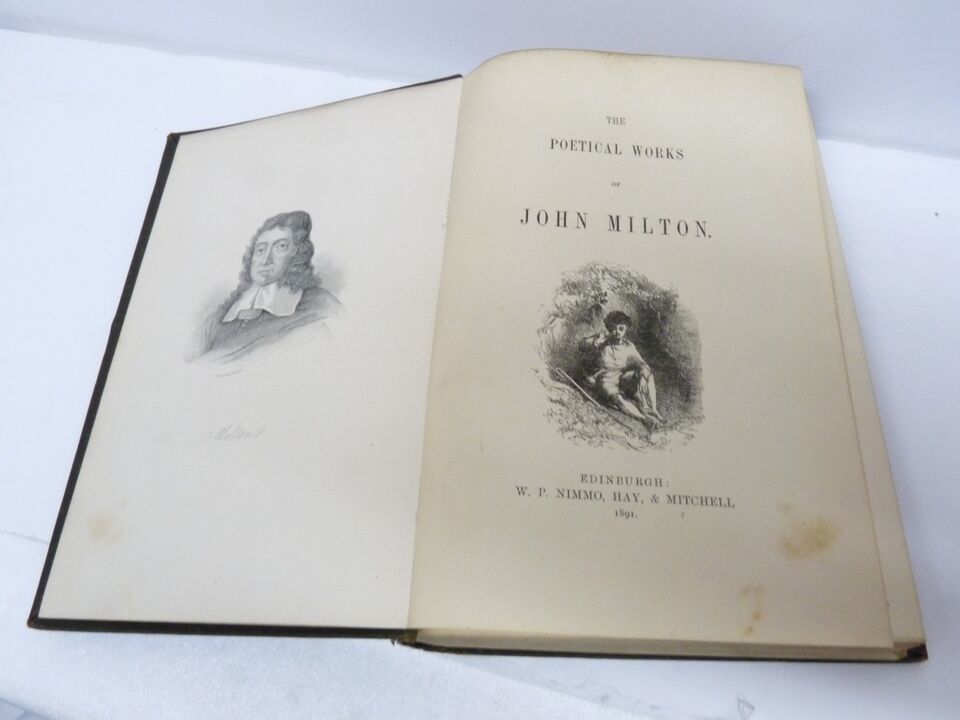 Milton
THE
POETICAL WORKS
OF
JOHN MILTON.
EDINBURGH:
W. P. NIMMO, HAY, & MITCHELL
1891.